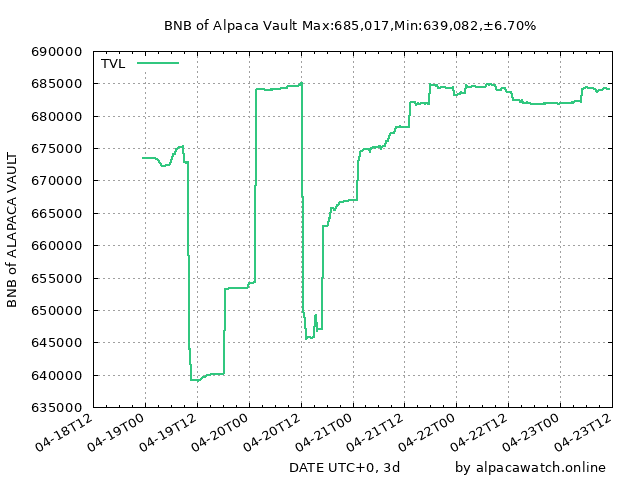 BNB of Alpaca Vault Max:685,017,Min:639,082,±6.70%
690000
TVL
685000
680000
675000
670000
665000
660000
655000
650000
645000
640000
635000
BNB of ALAPACA VAULT
04-18T12
04-19T00
04-19T12
04-20T00
04-20T12
04-21T00
04-21T12
04-22T00
04-22T12
04-23T00
04-23T12
DATE UTC+0, 3d
by alpacawatch.online